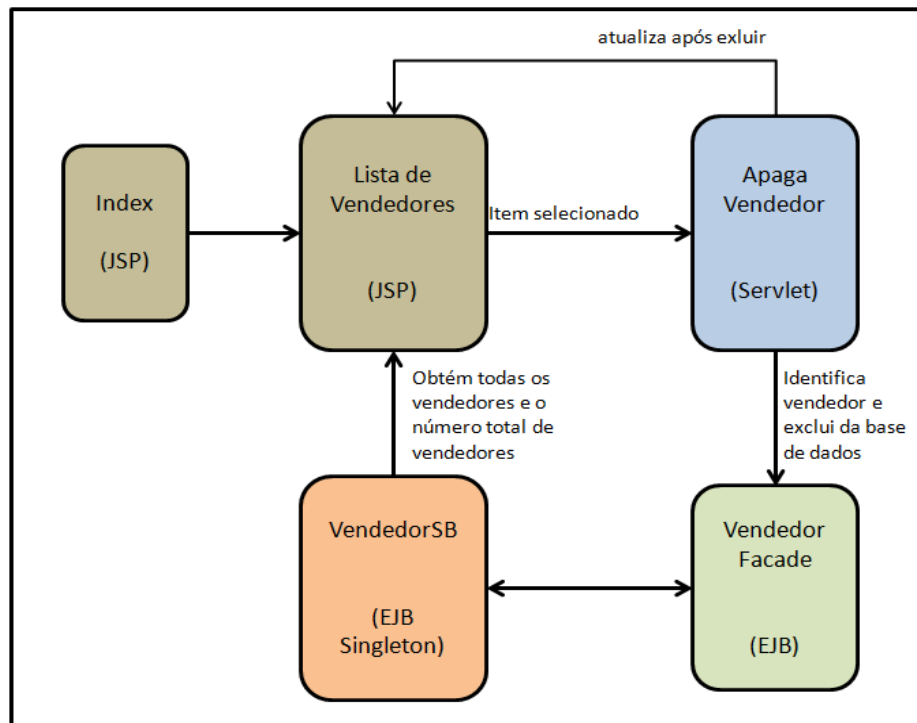 atualiza após exluir
Index
(JSP)
Lista de
Vendedores
(JSP)
Item selecionado
Apaga
Vendedor
(Servlet)
Obtém todas os
vendedores e o
número total de
vendedores
Identifica
vendedor e
exclui da base
de dados
VendedorSB
(EJB
Singleton)
Vendedor
Facade
(EJB)